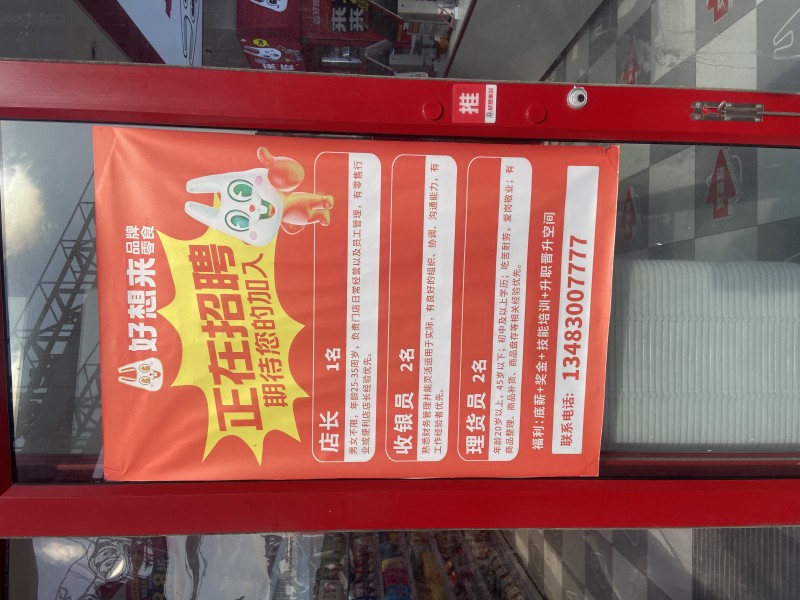 好想来
品牌
零食
正在招聘
期待您的加入
店长 1名
男女不限，年龄25-35周岁，负责门店日常经营以及员工管理，有零售行
业或便利店店长经验优先。
收银员 2名
熟悉财务管理并能灵活运用于实际，有良好的组织、协调、沟通能力，有
工作经验者优先。
理货员 2名
年龄20岁以上，45岁以下；初中及以上学历；吃苦耐劳，爱岗敬业；有
商品整理、商品补货、商品盘存等相关经验优先。
福利：底薪+奖金+技能培训+升职晋升空间
联系电话：13483007777
推